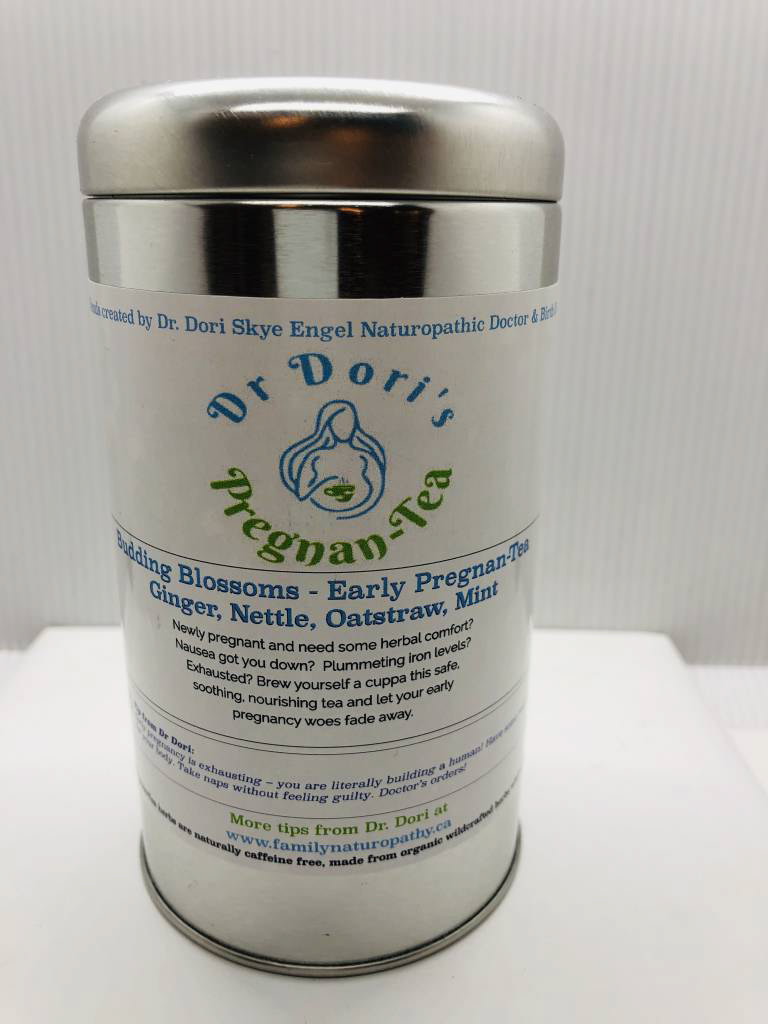 created by Dr. Dori Skye Engel Naturopathic Doctor &
Dr Dori's
Pregnan-Tea
Budding Blossoms - Early Pregnan-Tea
Ginger, Nettle, Oatstraw, Mint
Newly pregnant and need some herbal comfort?
Nausea got you down? Plummeting iron levels?
Exhausted? Brew yourself a cuppa this safe,
soothing, nourishing tea and let your early
pregnancy woes fade away.
from Dr Dori:
pregnancy is exhausting – you are literally building a human! Have
your body. Take naps without feeling guilty. Doctor's orders!
More tips from Dr. Dori at
www.familynaturopathy.ca
herbs are naturally caffeine free, made from organic wildcrafted herbs